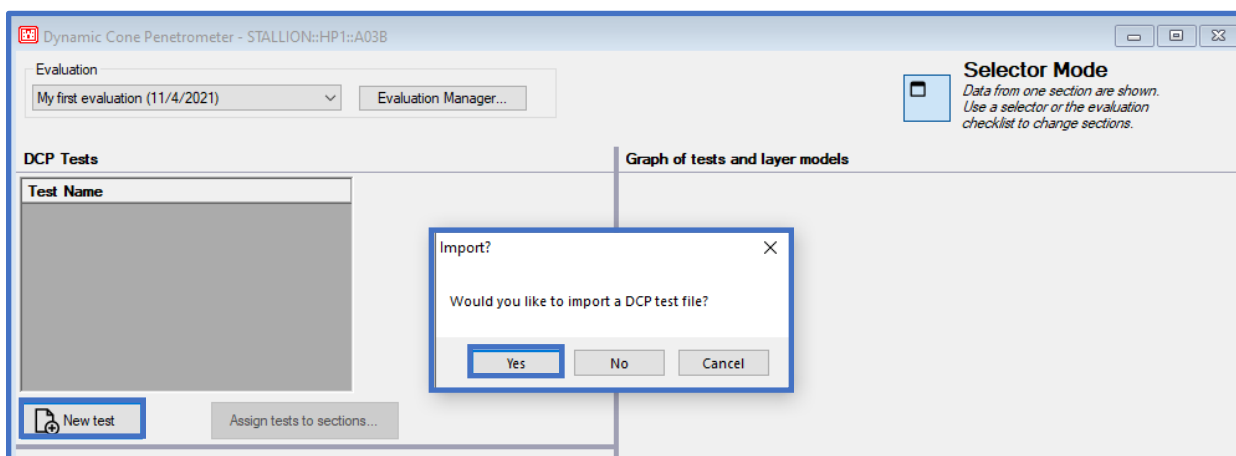 Dynamic Cone Penetrometer - STALLION::HP1::A03B
Evaluation
My first evaluation (11/4/2021)
Evaluation Manager...
Selector Mode
Data from one section are shown.
Use a selector or the evaluation
checklist to change sections.
DCP Tests
Graph of tests and layer models
Test Name
Import?
Would you like to import a DCP test file?
Yes
No
Cancel
New test
Assign tests to sections...